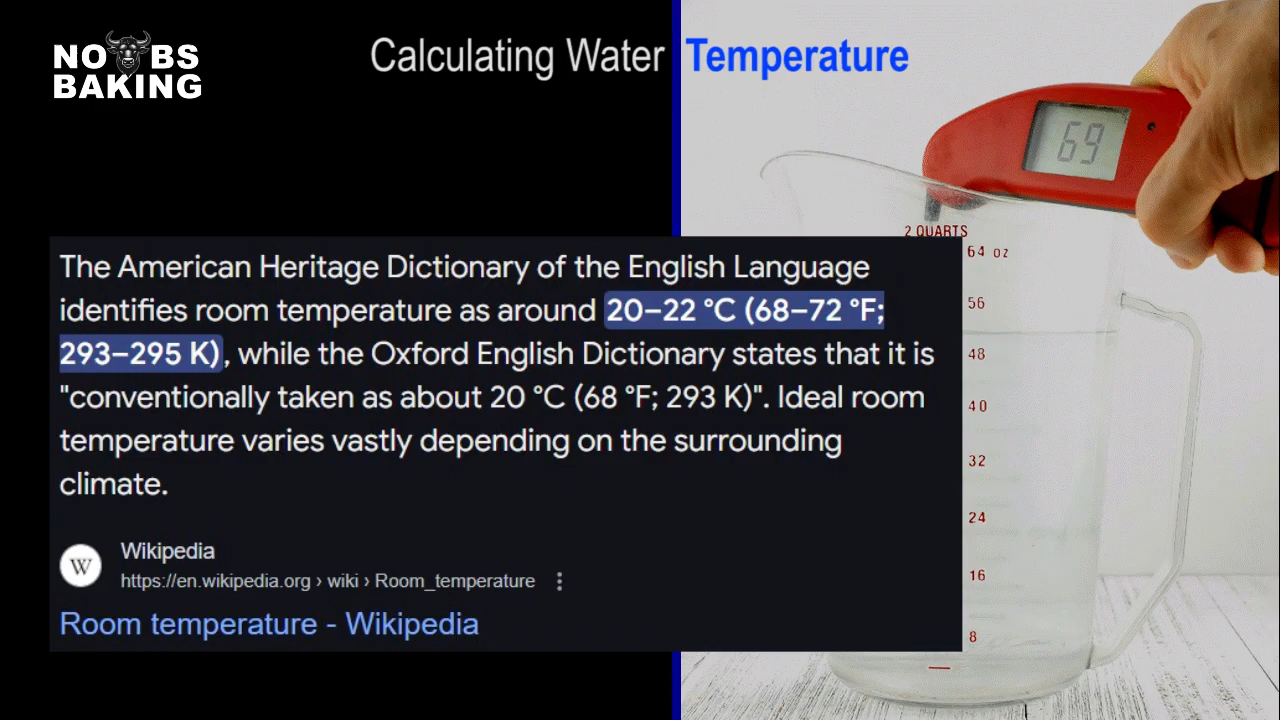 NO BS
BAKING
Calculating Water Temperature
69
2 QUARTS
64 oz
56
48
40
32
24
16
8
The American Heritage Dictionary of the English Language
identifies room temperature as around 20–22 °C (68–72 °F;
293–295 K), while the Oxford English Dictionary states that it is
"conventionally taken as about 20 °C (68 °F; 293 K)". Ideal room
temperature varies vastly depending on the surrounding
climate.
W
Wikipedia
https://en.wikipedia.org › wiki › Room_temperature
Room temperature - Wikipedia